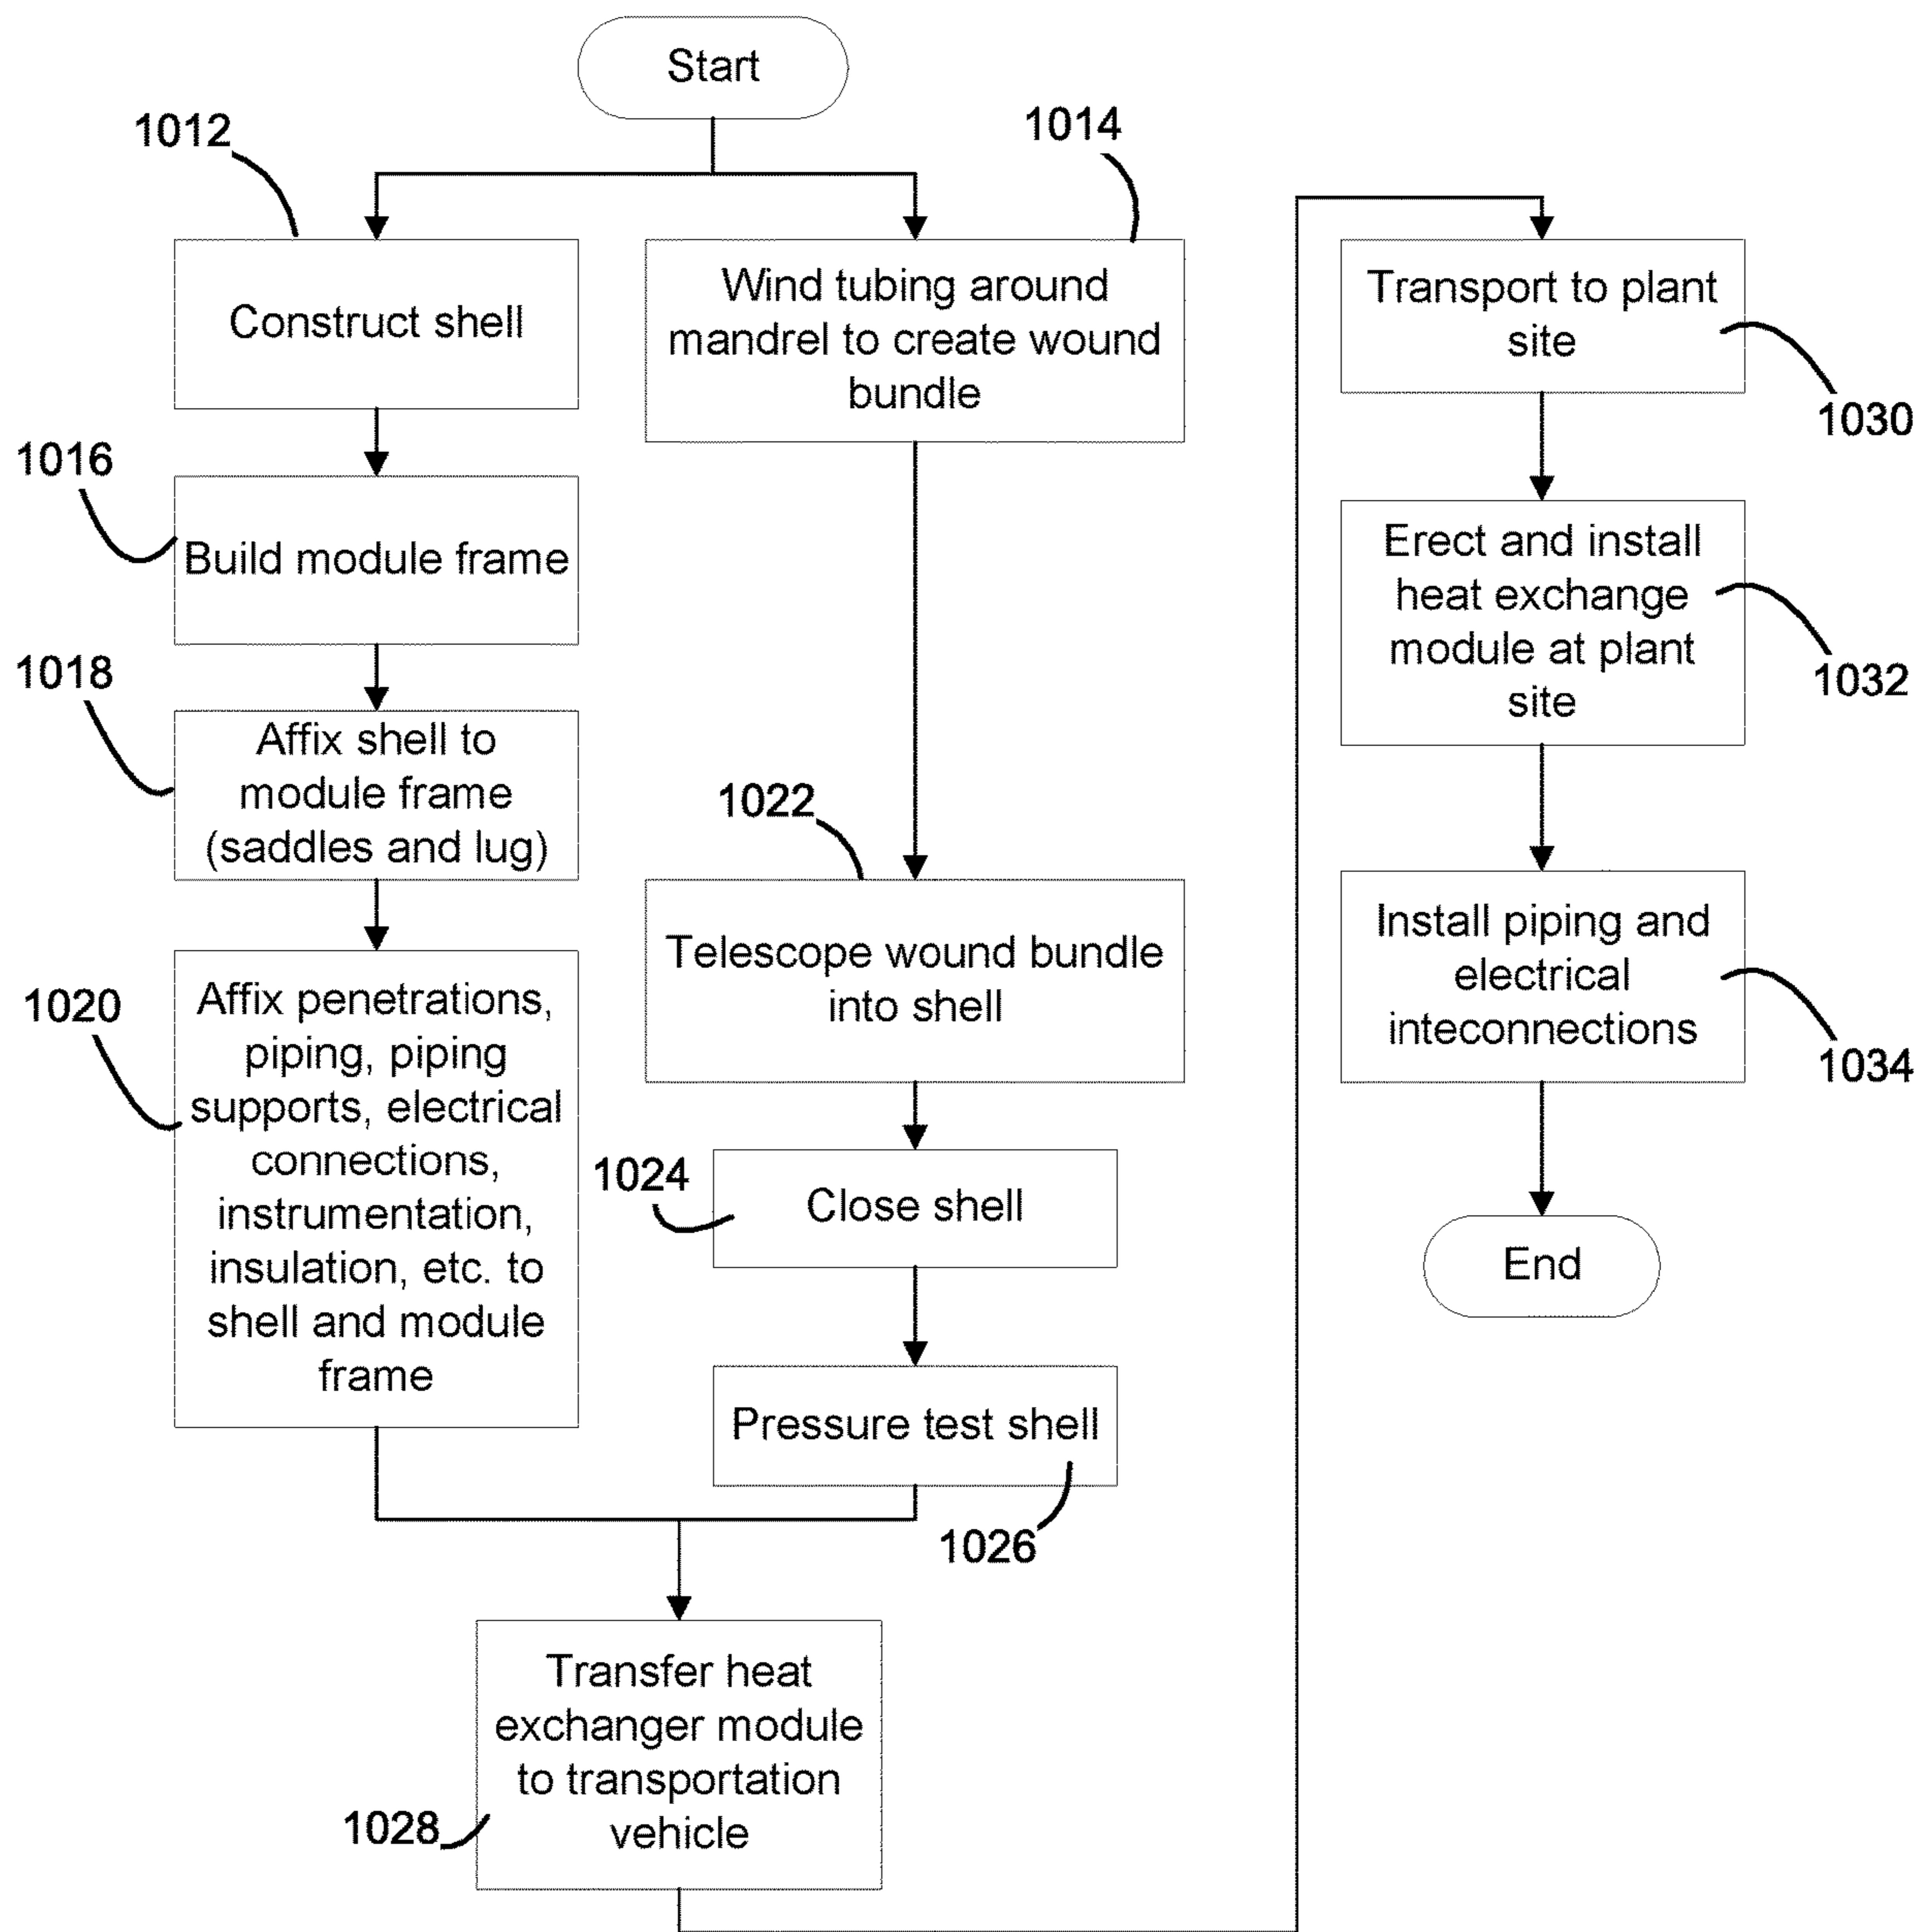 Start
1012
1014
Construct shell
Wind tubing around
mandrel to create wound
bundle
1016
Build module frame
1018
Affix shell to
module frame
(saddles and lug)
1020
Affix penetrations,
piping, piping
supports, electrical
connections,
instrumentation,
insulation, etc. to
shell and module
frame
1022
Telescope wound bundle
into shell
1024
Close shell
Pressure test shell
1026
Transfer heat
exchanger module
to transportation
vehicle
1028
Transport to plant
site
1030
Erect and install
heat exchange
module at plant
site
1032
Install piping and
electrical
inteconnections
1034
End